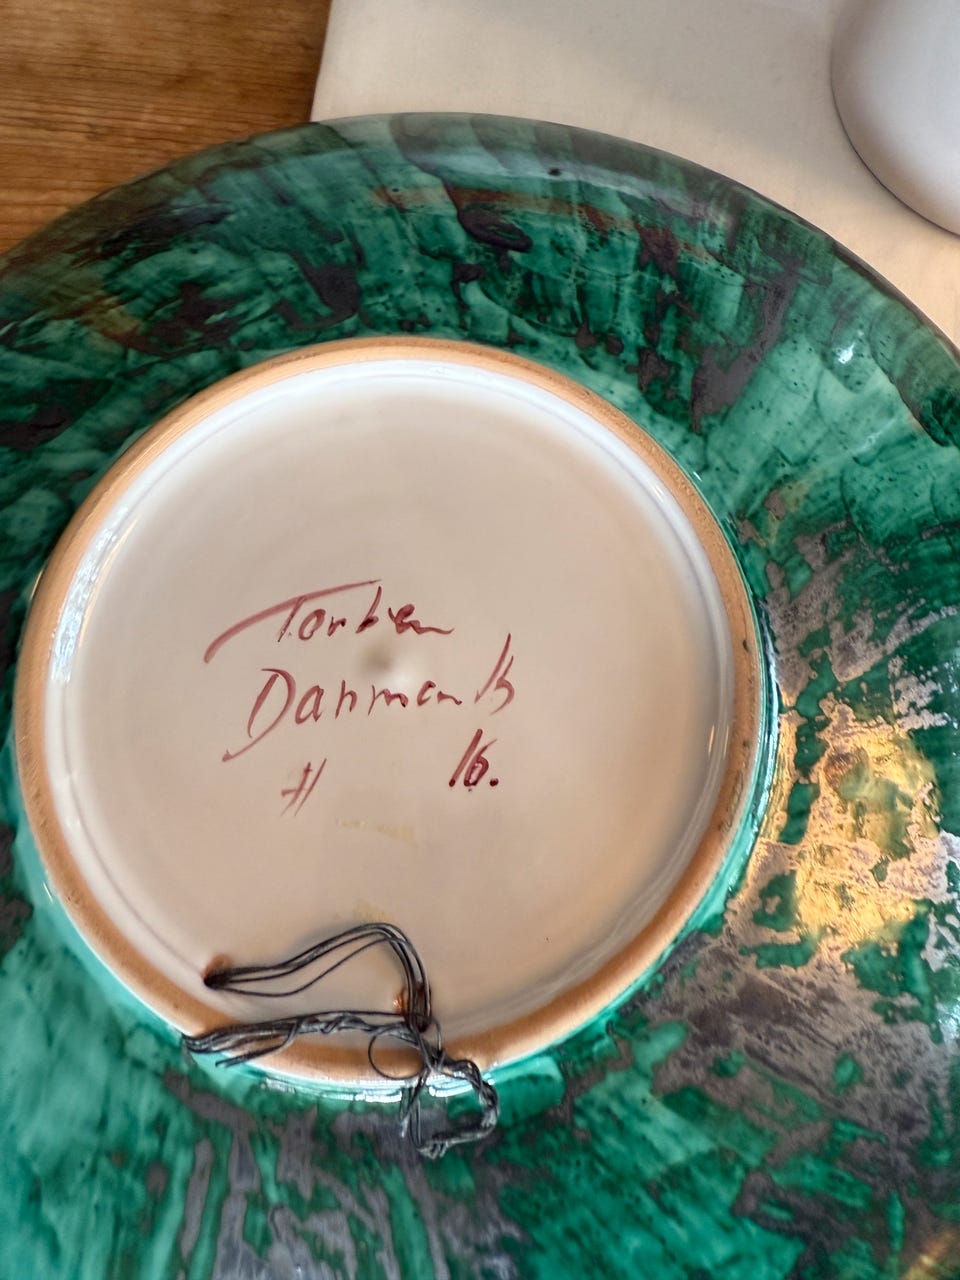 Torben
Danmark
# 16.